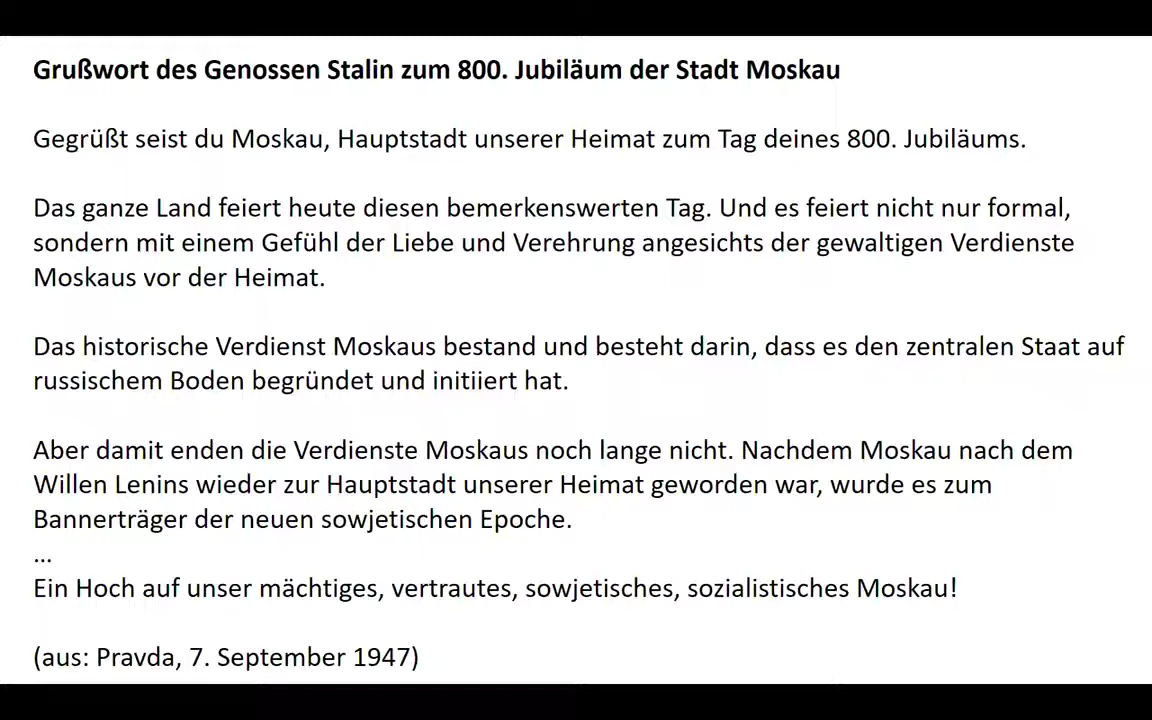 Grußwort des Genossen Stalin zum 800. Jubiläum der Stadt Moskau
Gegrüßt seist du Moskau, Hauptstadt unserer Heimat zum Tag deines 800. Jubiläums.
Das ganze Land feiert heute diesen bemerkenswerten Tag. Und es feiert nicht nur formal,
sondern mit einem Gefühl der Liebe und Verehrung angesichts der gewaltigen Verdienste
Moskaus vor der Heimat.
Das historische Verdienst Moskaus bestand und besteht darin, dass es den zentralen Staat auf
russischem Boden begründet und initiiert hat.
Aber damit enden die Verdienste Moskaus noch lange nicht. Nachdem Moskau nach dem
Willen Lenins wieder zur Hauptstadt unserer Heimat geworden war, wurde es zum
Bannerträger der neuen sowjetischen Epoche.
...
Ein Hoch auf unser mächtiges, vertrautes, sowjetisches, sozialistisches Moskau!
(aus: Pravda, 7. September 1947)